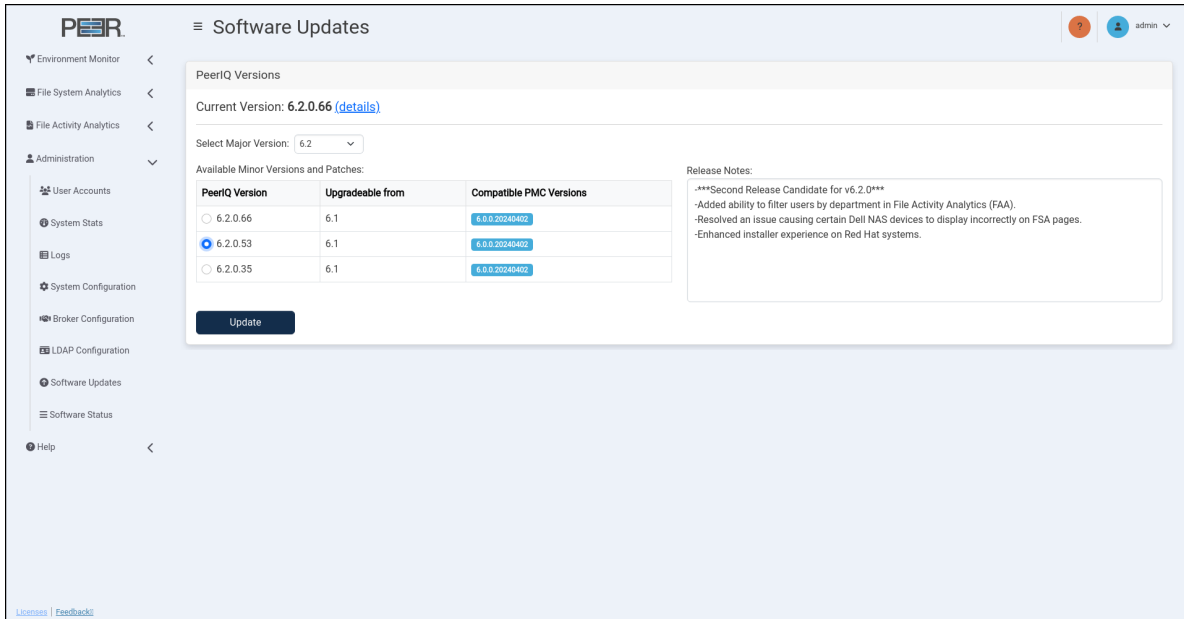 PEER.
Software Updates
?
admin
Environment Monitor
File System Analytics
File Activity Analytics
Administration
User Accounts
System Stats
Logs
System Configuration
Broker Configuration
LDAP Configuration
Software Updates
Software Status
Help
PeerIQ Versions
Current Version: 6.2.0.66 (details)
Select Major Version: 6.2
Available Minor Versions and Patches:
PeerIQ Version Upgradeable from Compatible PMC Versions
6.2.0.66 6.1 6.0.0.20240402
6.2.0.53 6.1 6.0.0.20240402
6.2.0.35 6.1 6.0.0.20240402
Update
Release Notes:
-***Second Release Candidate for v6.2.0***
-Added ability to filter users by department in File Activity Analytics (FAA).
-Resolved an issue causing certain Dell NAS devices to display incorrectly on FSA pages.
-Enhanced installer experience on Red Hat systems.
Licenses | Feedback